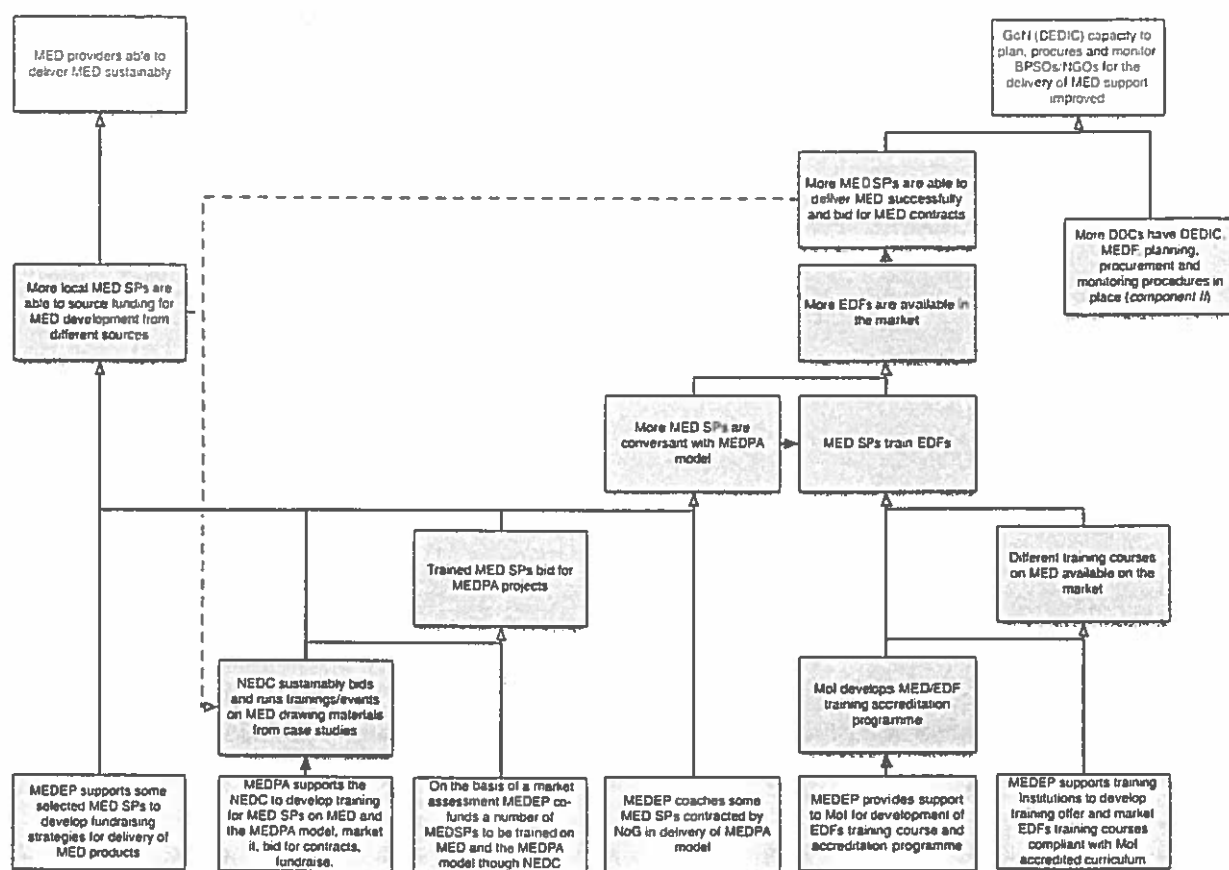 MED providers able to
deliver MED sustainably
GoN (DEDIC) capacity to
plan, procures and monitor
BPSOs/NGOs for the
delivery of MED support
improved
More MEDSPs are able to
deliver MED successfully
and bid for MED contracts
More DDCs have DEDIC,
MEDF, planning,
procurement and
monitoring procedures in
place (component II)
More local MED SPs are
able to source funding for
MED development from
different sources
More EDFs are available in
the market
More MED SPs are
conversant with MEDPA
model
MED SPs train EDFs
Trained MED SPs bid for
MEDPA projects
Different training courses
on MED available on the
market
NEDC sustainably bids
and runs trainings/events
on MED drawing materials
from case studies
MoI develops MED/EDF
training accreditation
programme
MEDEP supports some
selected MED SPs to
develop fundraising
strategies for delivery of
MED products
MEDPA supports the
NEDC to develop training
for MED SPs on MED and
the MEDPA model, market
it, bid for contracts,
fundraise.
On the basis of a market
assessment MEDEP co-
funds a number of
MEDSPs to be trained on
MED and the MEDPA
model though NEDC
MEDEP coaches some
MED SPs contracted by
NoG in delivery of MEDPA
model
MEDEP provides support
to MoI for development of
EDFs training course and
accreditation programme
MEDEP supports training
Institutions to develop
training offer and market
EDFs training courses
compliant with MoI
accredited curriculum